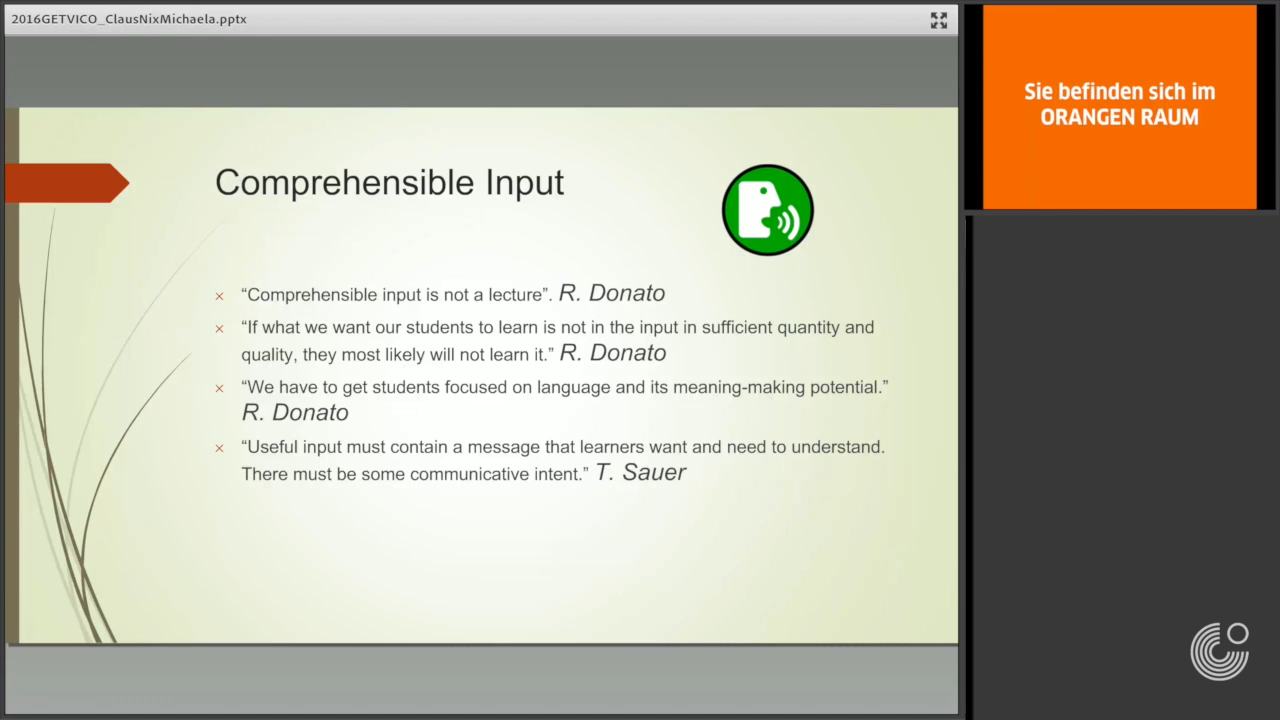 2016GETVICO_ClausNixMichaela.pptx
Sie befinden sich im
ORANGEN RAUM
Comprehensible Input
“Comprehensible input is not a lecture”. R. Donato
“If what we want our students to learn is not in the input in sufficient quantity and
quality, they most likely will not learn it.” R. Donato
“We have to get students focused on language and its meaning-making potential.”
R. Donato
“Useful input must contain a message that learners want and need to understand.
There must be some communicative intent.” T. Sauer